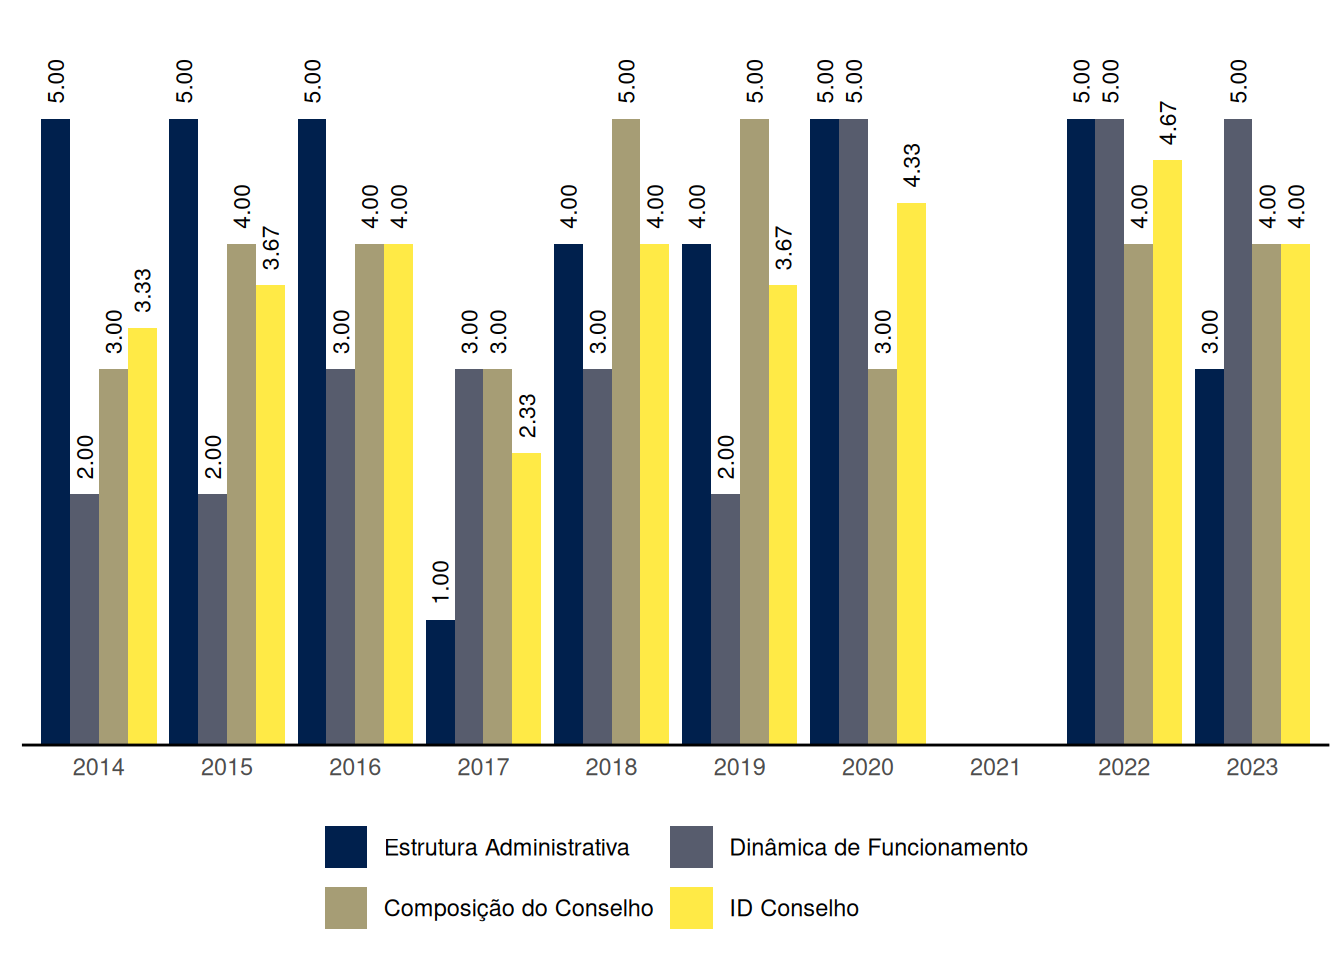 5.00 2.00 3.00 3.33 5.00 2.00 4.00 3.67 5.00 3.00 4.00 4.00 1.00 3.00 3.00 2.33 4.00 3.00 5.00 4.00 4.00 2.00 5.00 3.67 5.00 5.00 3.00 4.33 5.00 5.00 4.00 4.67 3.00 5.00 4.00 4.00
2014 2015 2016 2017 2018 2019 2020 2021 2022 2023
Estrutura Administrativa Dinâmica de Funcionamento
Composição do Conselho ID Conselho